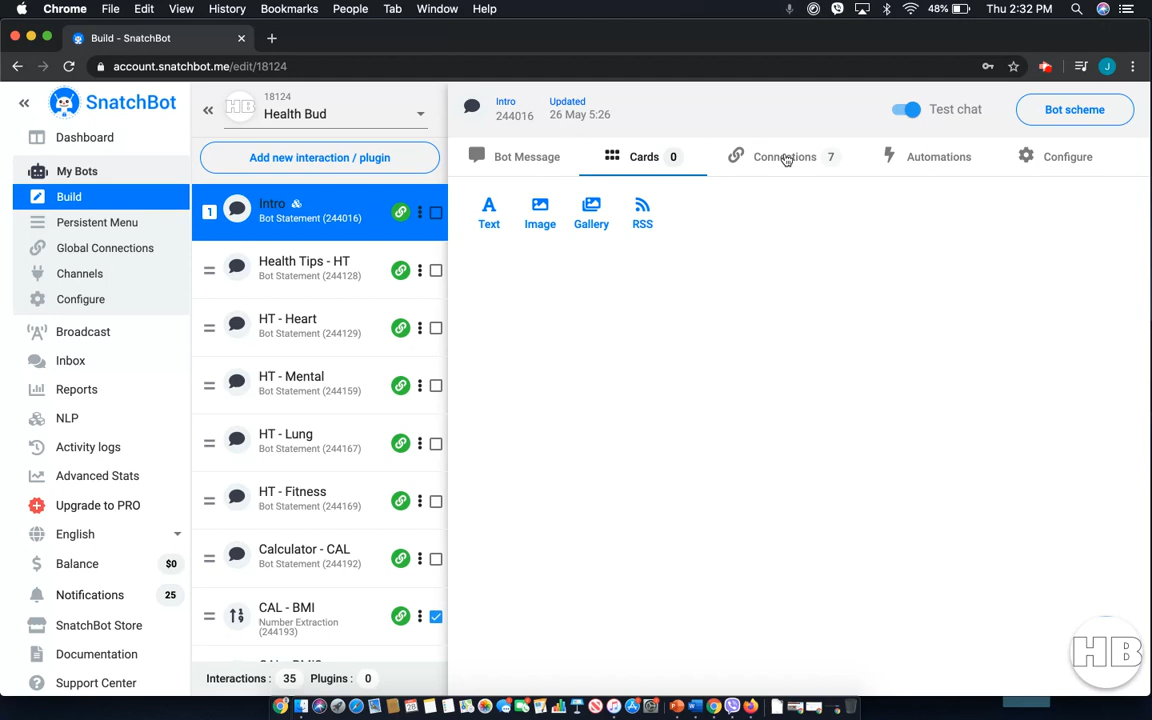 Chrome File Edit View History Bookmarks People Tab Window Help 48% Thu 2:32 PM
Build - SnatchBot
account.snatchbot.me/edit/18124 J
SnatchBot
Dashboard
My Bots
Build
Persistent Menu
Global Connections
Channels
Configure
Broadcast
Inbox
Reports
NLP
Activity logs
Advanced Stats
Upgrade to PRO
English
Balance $0
Notifications 25
SnatchBot Store
Documentation
Support Center
HB
18124
Health Bud
Add new interaction / plugin
1 Intro
Bot Statement (244016)
Health Tips - HT
Bot Statement (244128)
HT - Heart
Bot Statement (244129)
HT - Mental
Bot Statement (244159)
HT - Lung
Bot Statement (244167)
HT - Fitness
Bot Statement (244169)
Calculator - CAL
Bot Statement (244192)
CAL - BMI
Number Extraction
(244193)
Interactions : 35 Plugins : 0
Intro
244016
Updated
26 May 5:26
Test chat
Bot scheme
Bot Message Cards 0 Connections 7 Automations Configure
Text Image Gallery RSS
HB